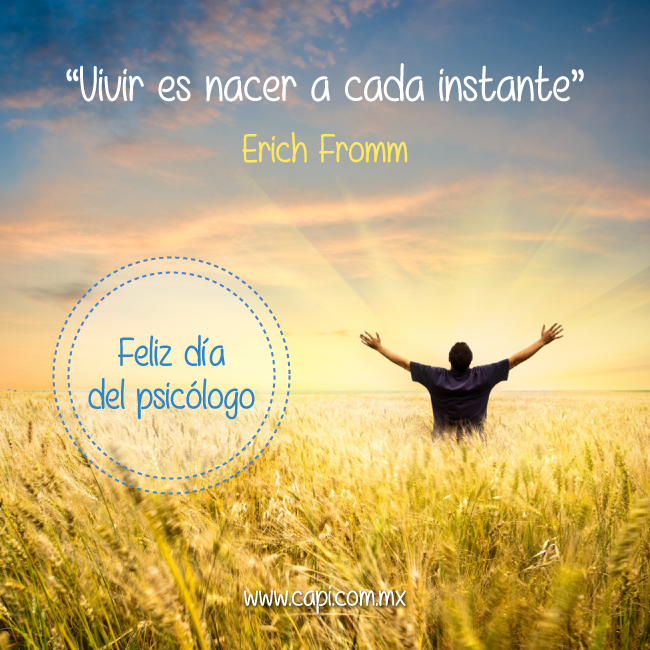 “Vivir es nacer a cada instante”
Erich Fromm
Feliz día
del psicólogo
www.capi.com.mx